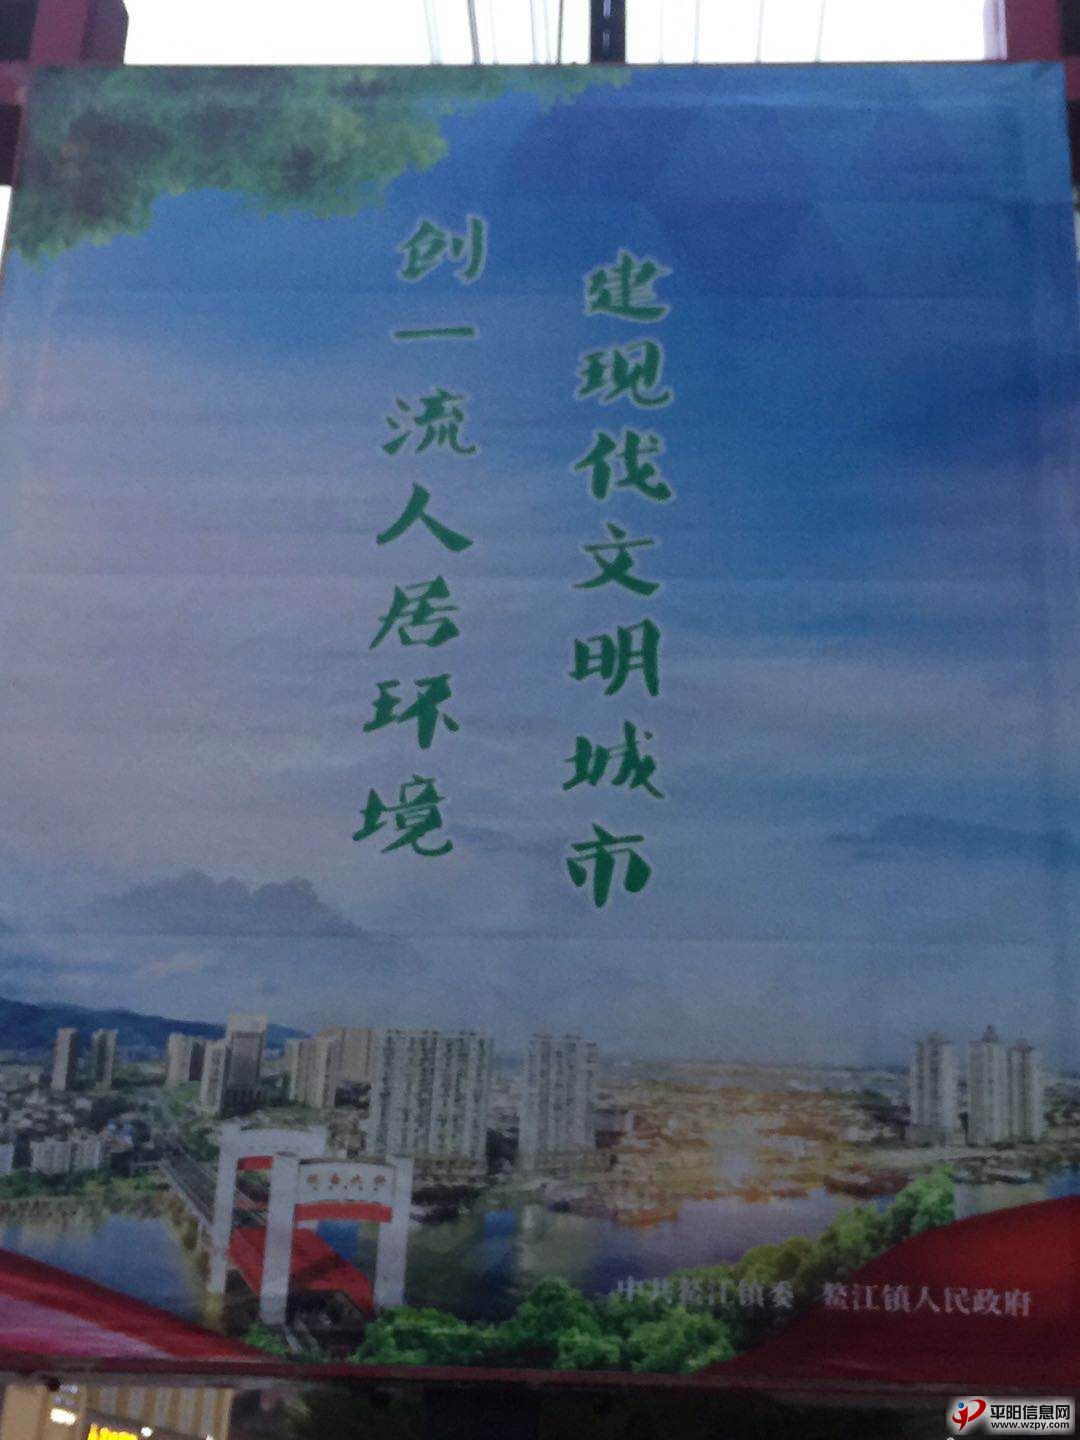 建现伐文明城市
创一流人居环境
中共鳌江镇委 鳌江镇人民政府
平阳信息网
www.wzpy.com